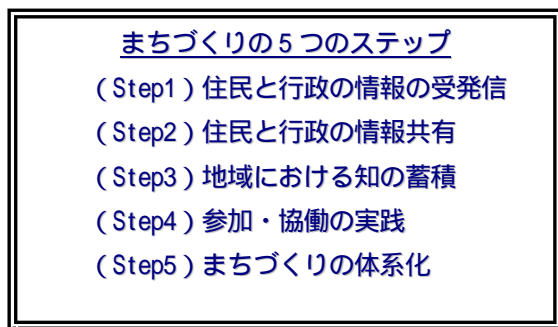 まちづくりの5つのステップ
(Step1)住民と行政の情報の受発信
(Step2)住民と行政の情報共有
(Step3)地域における知の蓄積
(Step4)参加・協働の実践
(Step5)まちづくりの体系化